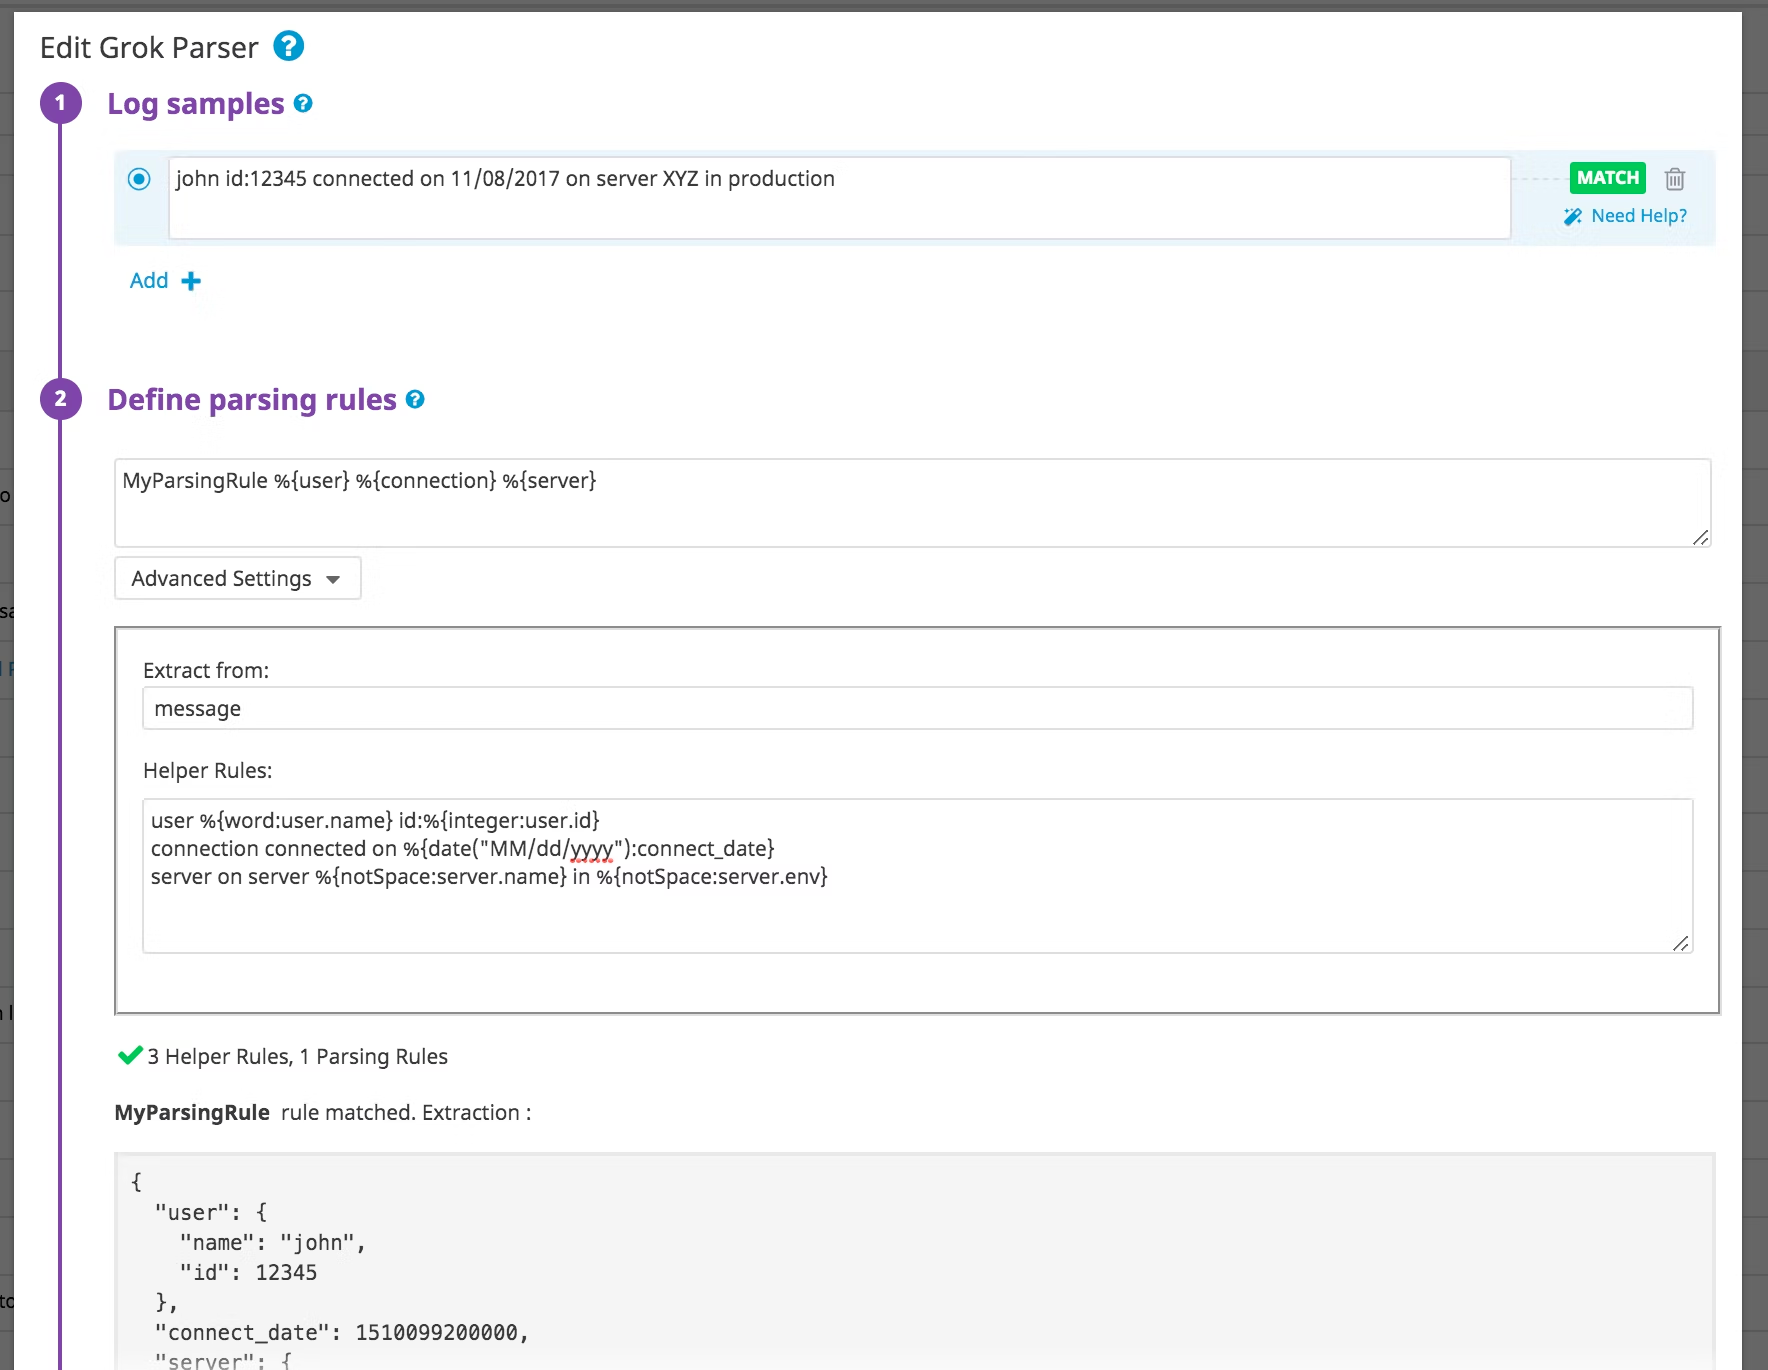 Edit Grok Parser ?
1 Log samples ?
john id:12345 connected on 11/08/2017 on server XYZ in production
MATCH
Need Help?
Add +
2 Define parsing rules ?
MyParsingRule %{user} %{connection} %{server}
Advanced Settings
Extract from:
message
Helper Rules:
user %{word:user.name} id:%{integer:user.id}
connection connected on %{date("MM/dd/yyyy"):connect_date}
server on server %{notSpace:server.name} in %{notSpace:server.env}
3 Helper Rules, 1 Parsing Rules
MyParsingRule rule matched. Extraction :
{
"user": {
"name": "john",
"id": 12345
},
"connect_date": 1510099200000,
"server": {